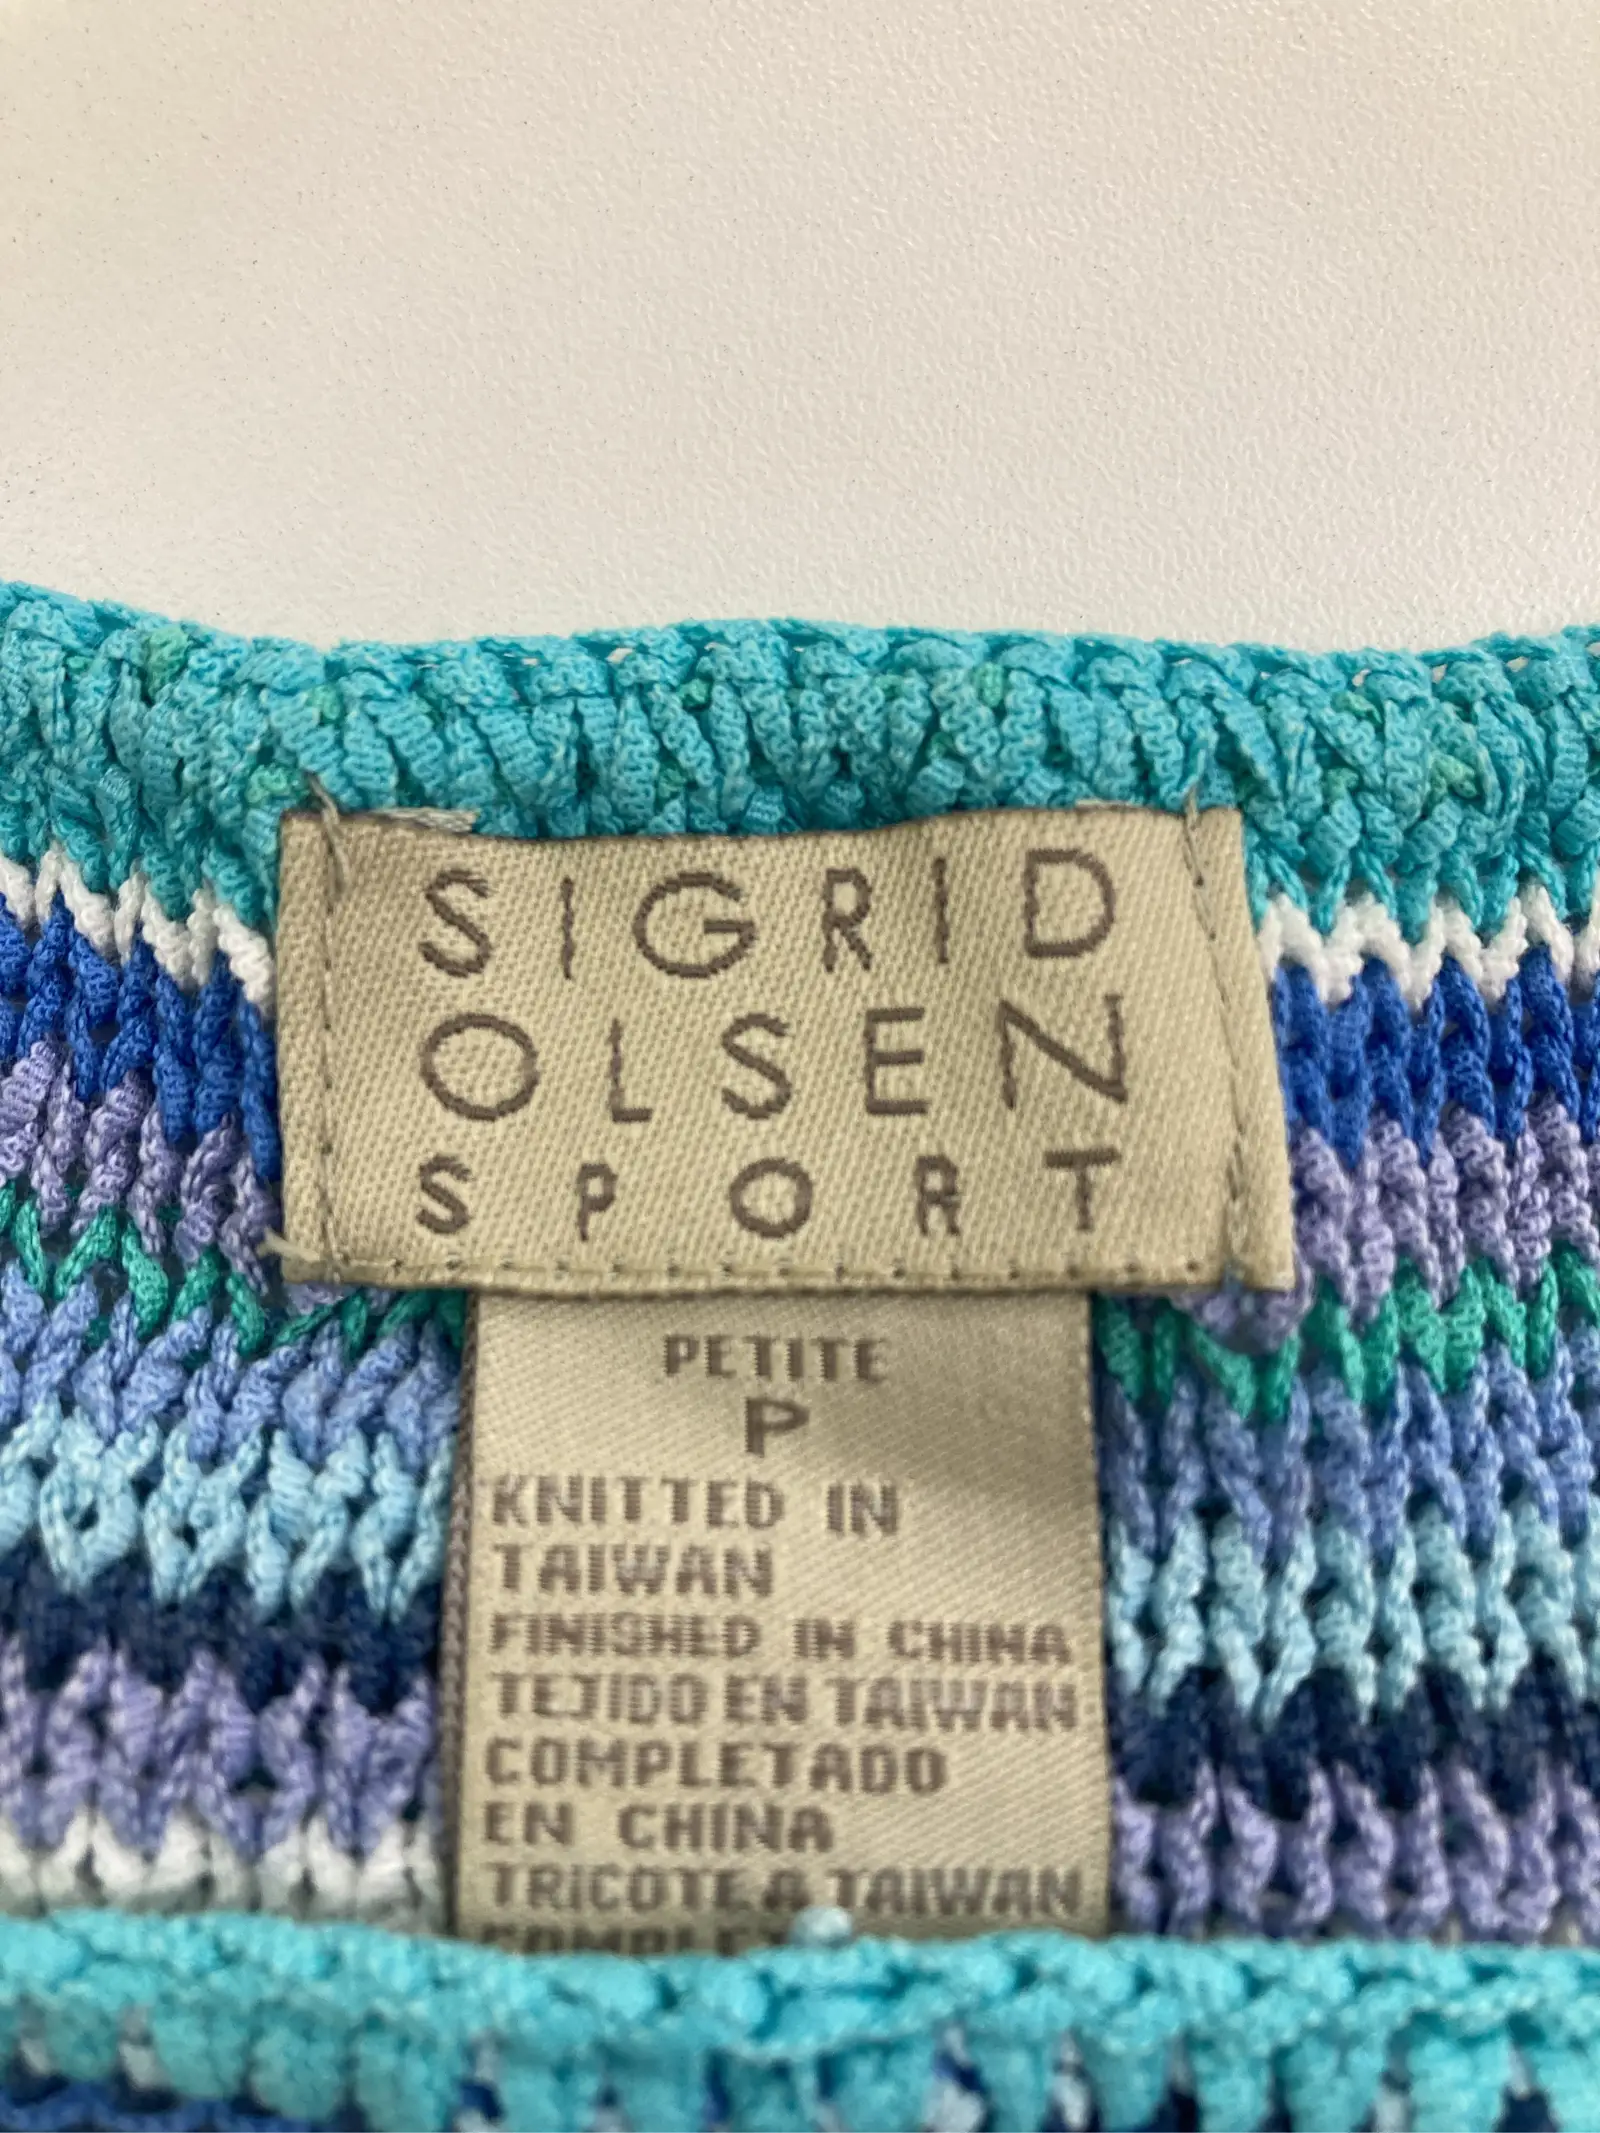 SIGRID
OLSEN
SPORT
PETITE
P
KNITTED IN
TAIWAN
FINISHED IN CHINA
TEJIDO EN TAIWAN
COMPLETADO
EN CHINA
TRICOTE A TAIWAN